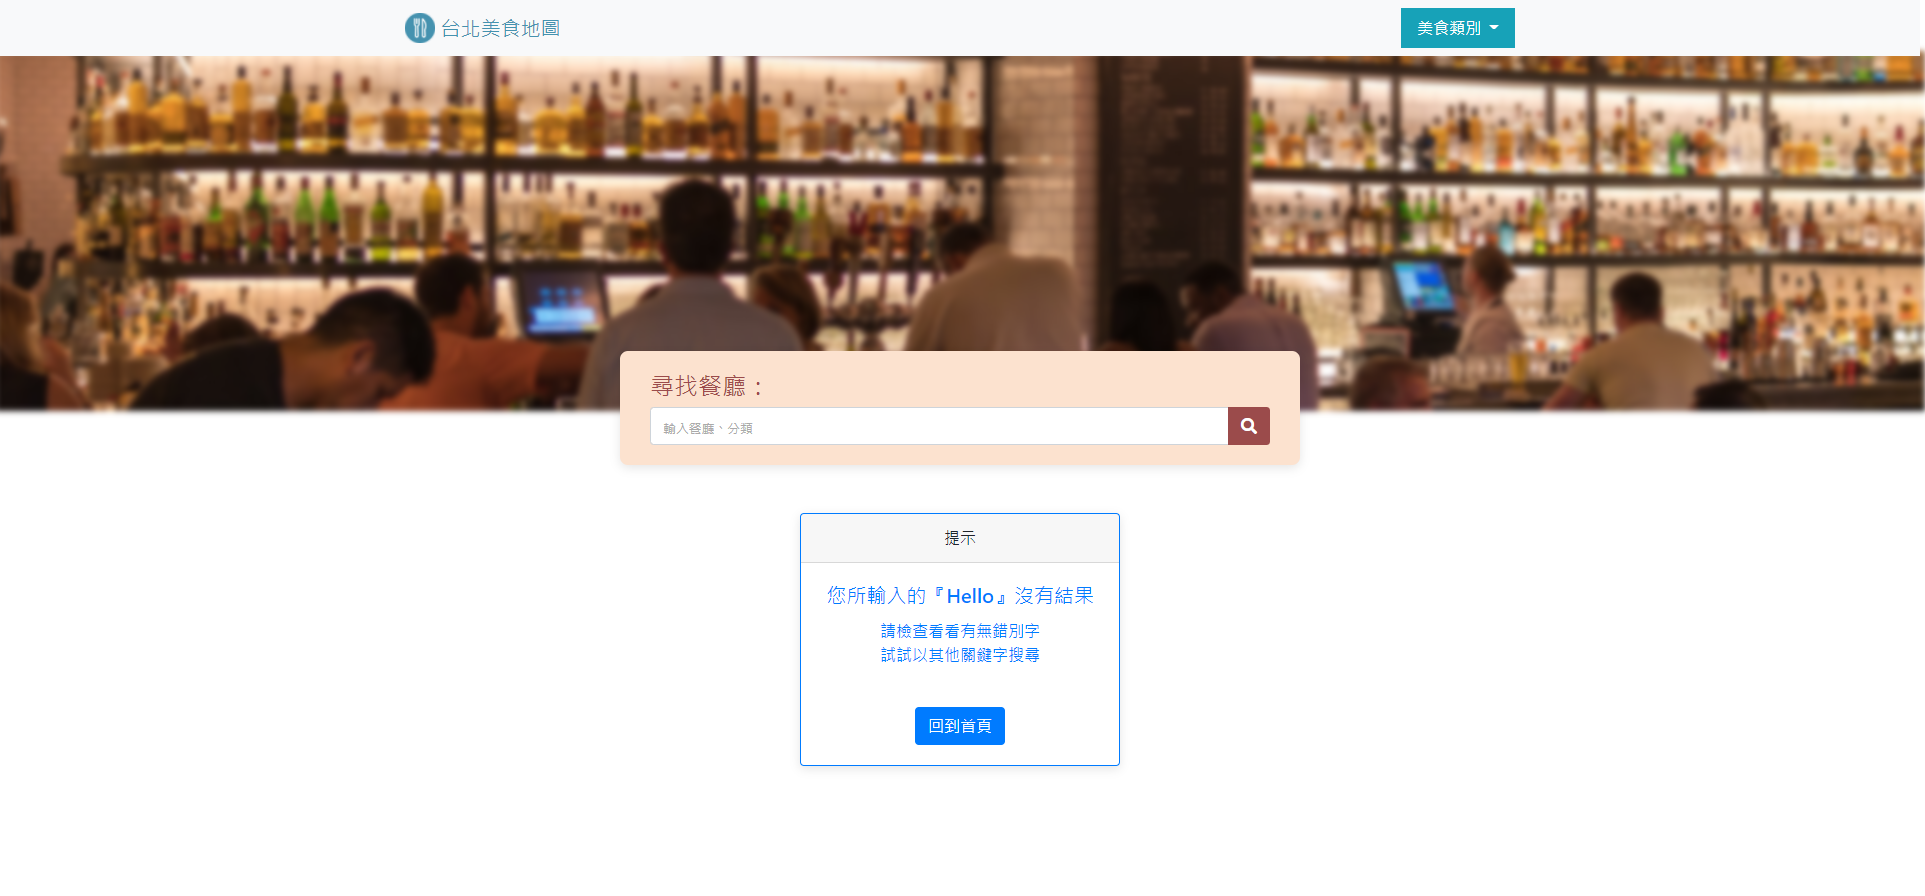 台北美食地圖
美食類別
尋找餐廳：
輸入餐廳、分類
提示
您所輸入的『Hello』沒有結果
請檢查看看有無錯別字
試試以其他關鍵字搜尋
回到首頁